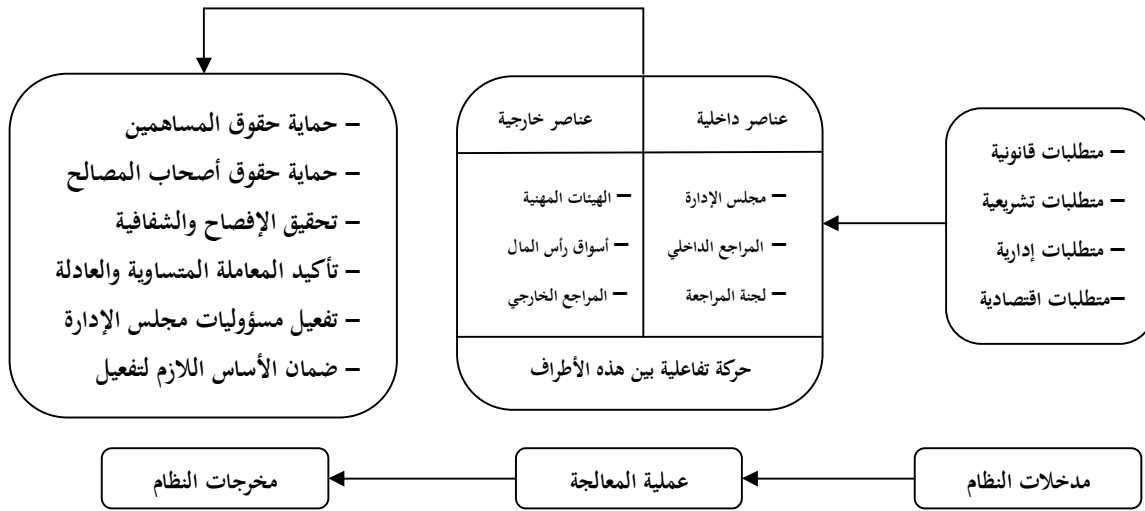 – متطلبات قانونية
– متطلبات تشريعية
– متطلبات إدارية
–متطلبات اقتصادية
عناصر داخلية
– مجلس الإدارة
– المراجع الداخلي
– لجنة المراجعة
عناصر خارجية
– الهيئات المهنية
– أسواق رأس المال
– المراجع الخارجي
حركة تفاعلية بين هذه الأطراف
– حماية حقوق المساهمين
– حماية حقوق أصحاب المصالح
– تحقيق الإفصاح والشفافية
– تأكيد المعاملة المتساوية والعادلة
– تفعيل مسؤوليات مجلس الإدارة
– ضمان الأساس اللازم لتفعيل
مدخلات النظام
عملية المعالجة
مخرجات النظام